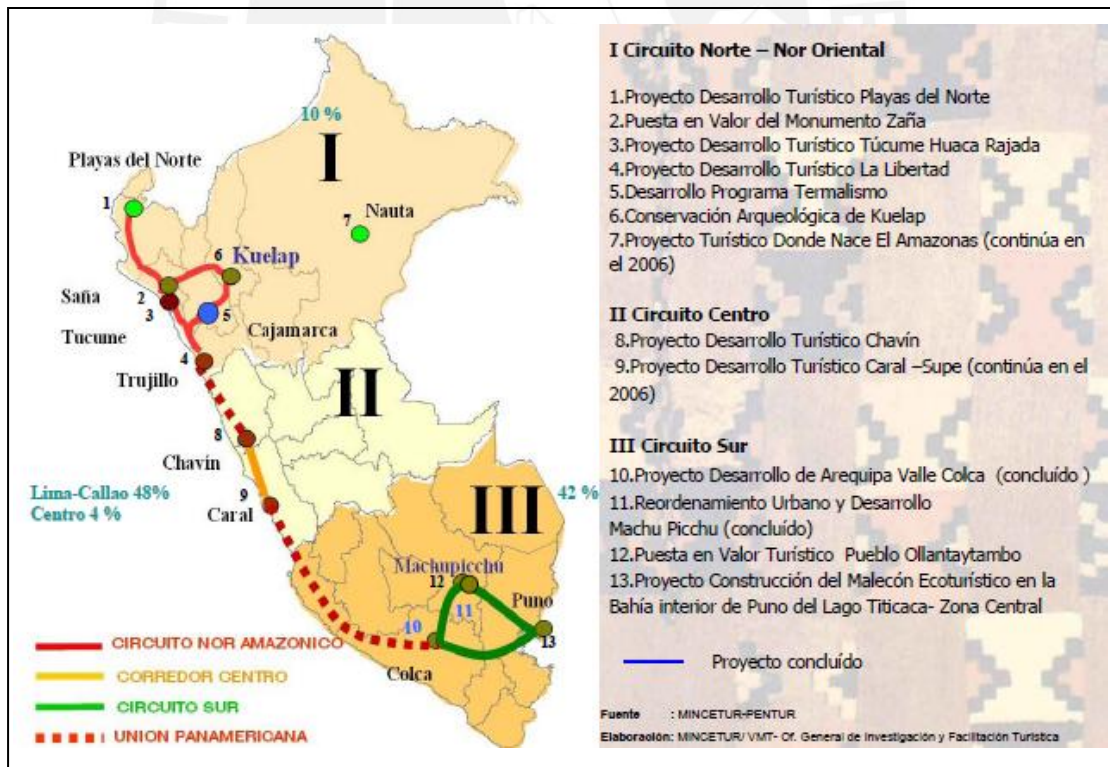 10 %
I
Playas del Norte
1
7
Nauta
6
Kuelap
Saña
2
3
5
Tucume
Cajamarca
4
Trujillo
II
8
Chavín
Lima-Callao 48%
Centro 4 %
9
Caral
III
42 %
Machupicchú
12
Puno
11
10
13
Colca
CIRCUITO NOR AMAZONICO
CORREDOR CENTRO
CIRCUITO SUR
UNION PANAMERICANA
I Circuito Norte – Nor Oriental
1.Proyecto Desarrollo Turístico Playas del Norte
2.Puesta en Valor del Monumento Zaña
3.Proyecto Desarrollo Turístico Túcume Huaca Rajada
4.Proyecto Desarrollo Turístico La Libertad
5.Desarrollo Programa Termalismo
6.Conservación Arqueológica de Kuelap
7.Proyecto Turístico Donde Nace El Amazonas (continúa en
el 2006)
II Circuito Centro
8.Proyecto Desarrollo Turístico Chavín
9.Proyecto Desarrollo Turístico Caral –Supe (continúa en el
2006)
III Circuito Sur
10.Proyecto Desarrollo de Arequipa Valle Colca (concluído )
11.Reordenamiento Urbano y Desarrollo
Machu Picchu (concluído)
12.Puesta en Valor Turístico Pueblo Ollantaytambo
13.Proyecto Construcción del Malecón Ecoturístico en la
Bahía interior de Puno del Lago Titicaca- Zona Central
Proyecto concluído
Fuente : MINCETUR-PENTUR
Elaboración: MINCETUR/ VMT- Of. General de Investigación y Facilitación Turística